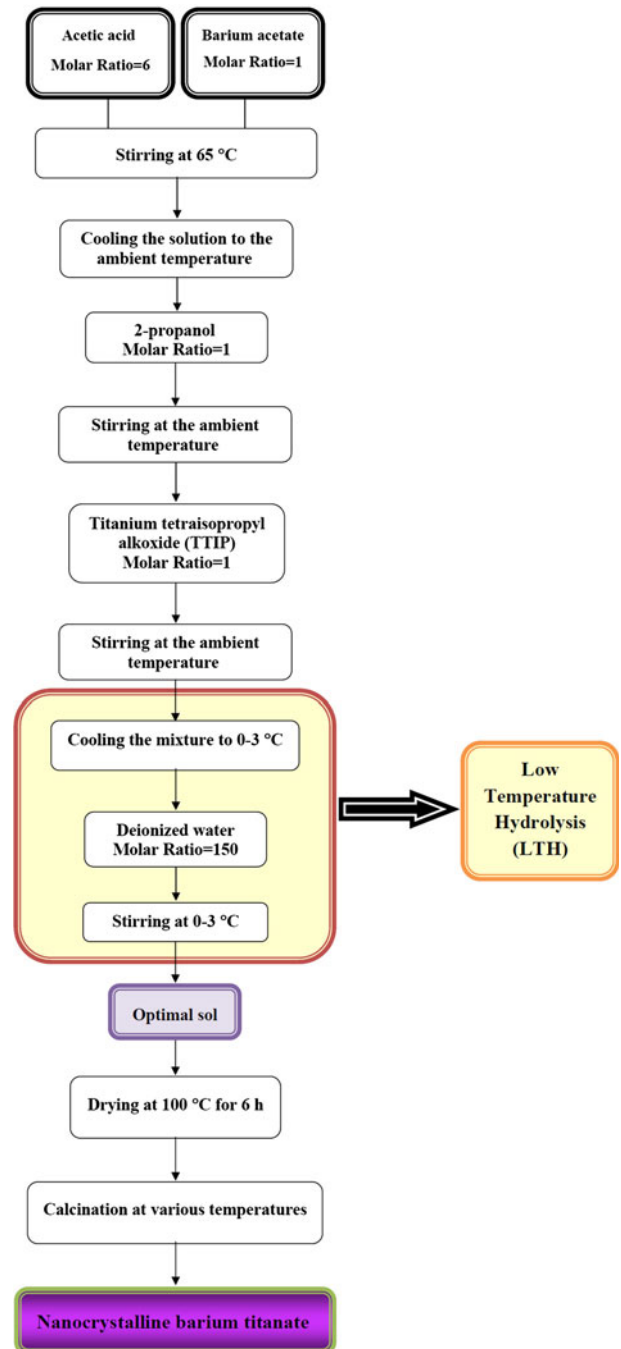 Acetic acid
Molar Ratio=6
Barium acetate
Molar Ratio=1
Stirring at 65 °C
Cooling the solution to the
ambient temperature
2-propanol
Molar Ratio=1
Stirring at the ambient
temperature
Titanium tetraisopropyl
alkoxide (TTIP)
Molar Ratio=1
Stirring at the ambient
temperature
Cooling the mixture to 0-3 °C
Deionized water
Molar Ratio=150
Stirring at 0-3 °C
Low
Temperature
Hydrolysis
(LTH)
Optimal sol
Drying at 100 °C for 6 h
Calcination at various temperatures
Nanocrystalline barium titanate